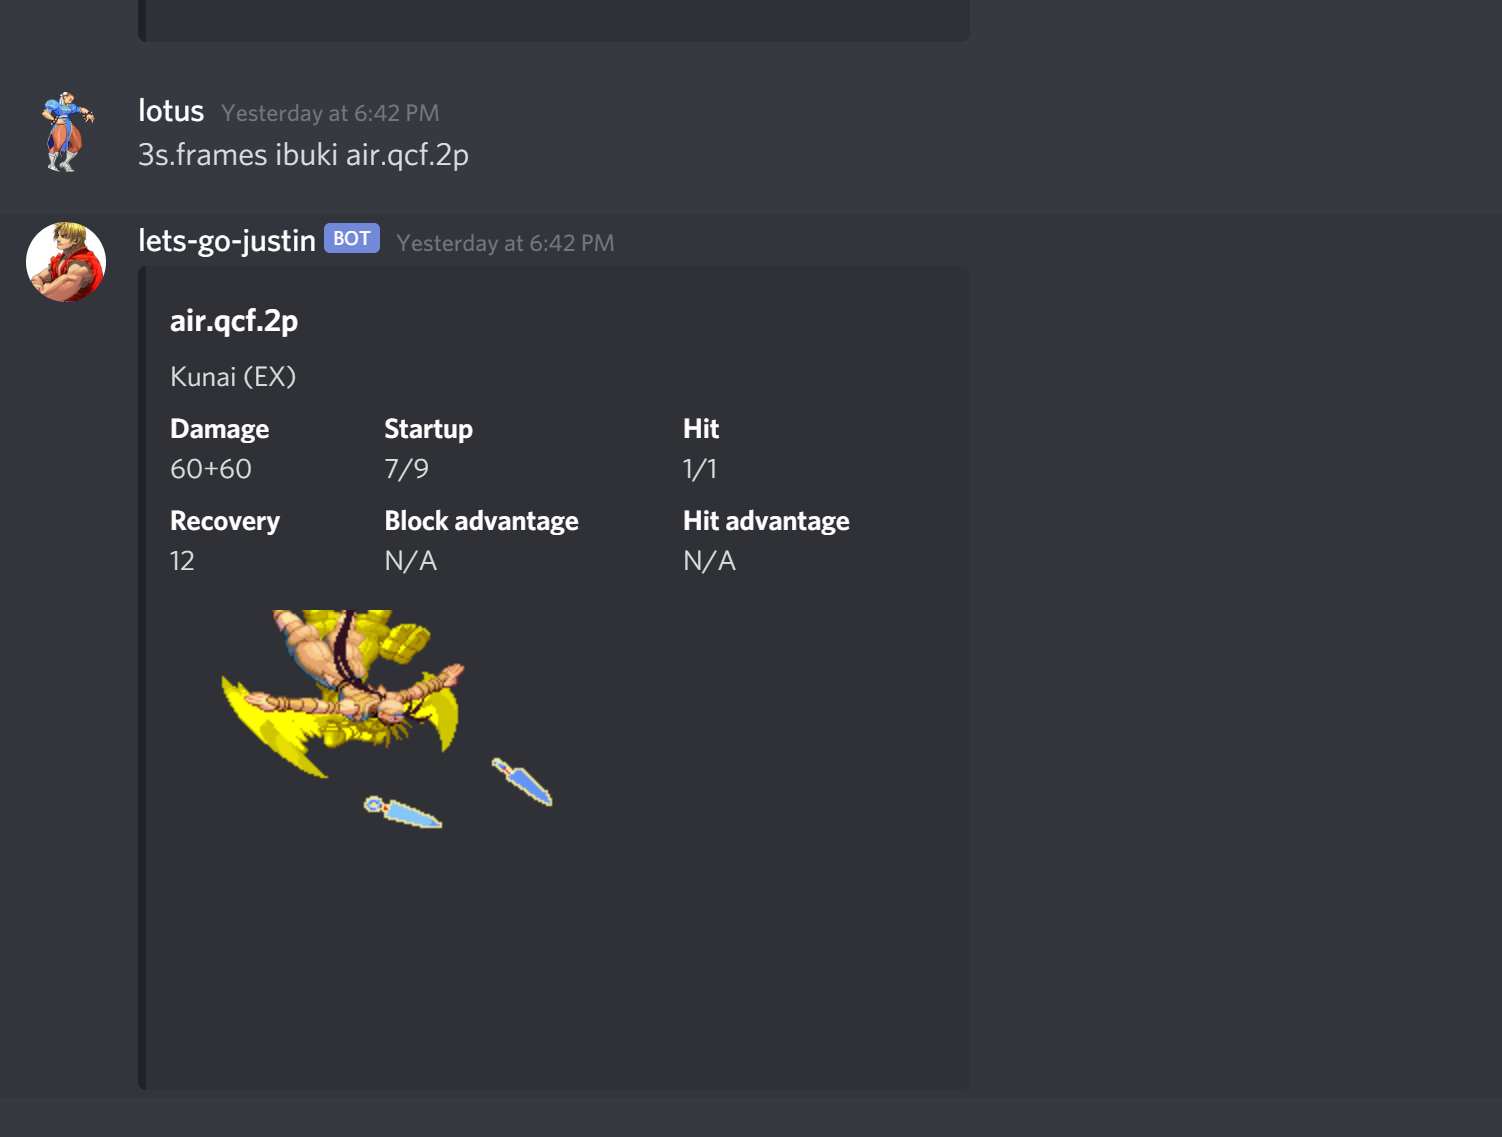 lotus Yesterday at 6:42 PM
3s.frames ibuki air.qcf.2p
lets-go-justin BOT Yesterday at 6:42 PM
air.qcf.2p
Kunai (EX)
Damage Startup Hit
60+60 7/9 1/1
Recovery Block advantage Hit advantage
12 N/A N/A